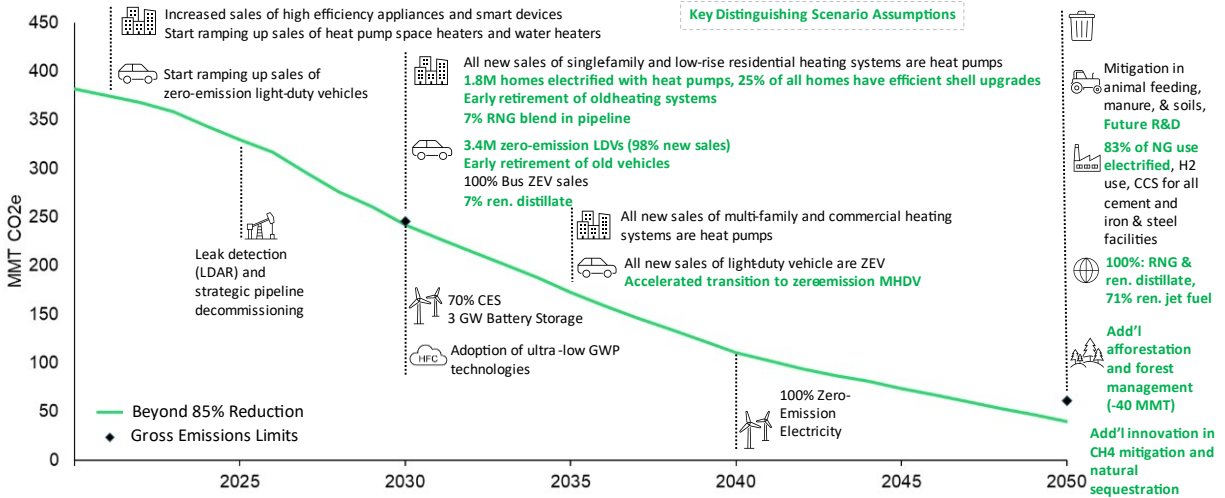 Key Distinguishing Scenario Assumptions
MMT CO2e
450
400
350
300
250
200
150
100
50
0
2025
2030
2035
2040
2045
2050
Beyond 85% Reduction
Gross Emissions Limits
Increased sales of high efficiency appliances and smart devices
Start ramping up sales of heat pump space heaters and water heaters
Start ramping up sales of
zero-emission light-duty vehicles
Leak detection
(LDAR) and
strategic pipeline
decommissioning
All new sales of singlefamily and low-rise residential heating systems are heat pumps
1.8M homes electrified with heat pumps, 25% of all homes have efficient shell upgrades
Early retirement of oldheating systems
7% RNG blend in pipeline
3.4M zero-emission LDVs (98% new sales)
Early retirement of old vehicles
100% Bus ZEV sales
7% ren. distillate
70% CES
3 GW Battery Storage
HFC
Adoption of ultra-low GWP
technologies
All new sales of multi-family and commercial heating
systems are heat pumps
All new sales of lightduty vehicle are ZEV
Accelerated transition to zeroemission MHDV
100% Zero-
Emission
Electricity
Mitigation in
animal feeding,
manure, & soils,
Future R&D
83% of NG use
electrified, H2
use, CCS for all
cement and
iron & steel
facilities
100%: RNG &
ren. distillate,
71% ren. jet fuel
Add'l
afforestation
and forest
management
(-40 MMT)
Add'l innovation in
CH4 mitigation and
natural
sequestration